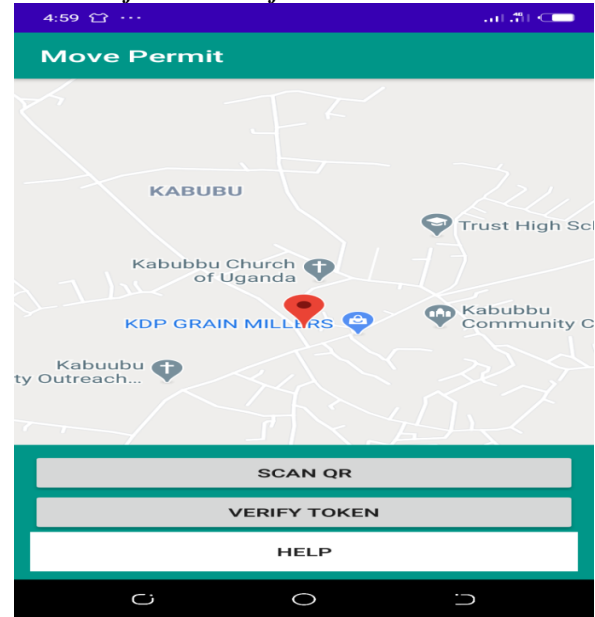 4:59
Move Permit
KABUBU
Trust High Scl
Kabubbu Church
of Uganda
KDP GRAIN MILLERS
Kabubbu
Community C
Kabuubu
ty Outreach...
SCAN QR
VERIFY TOKEN
HELP